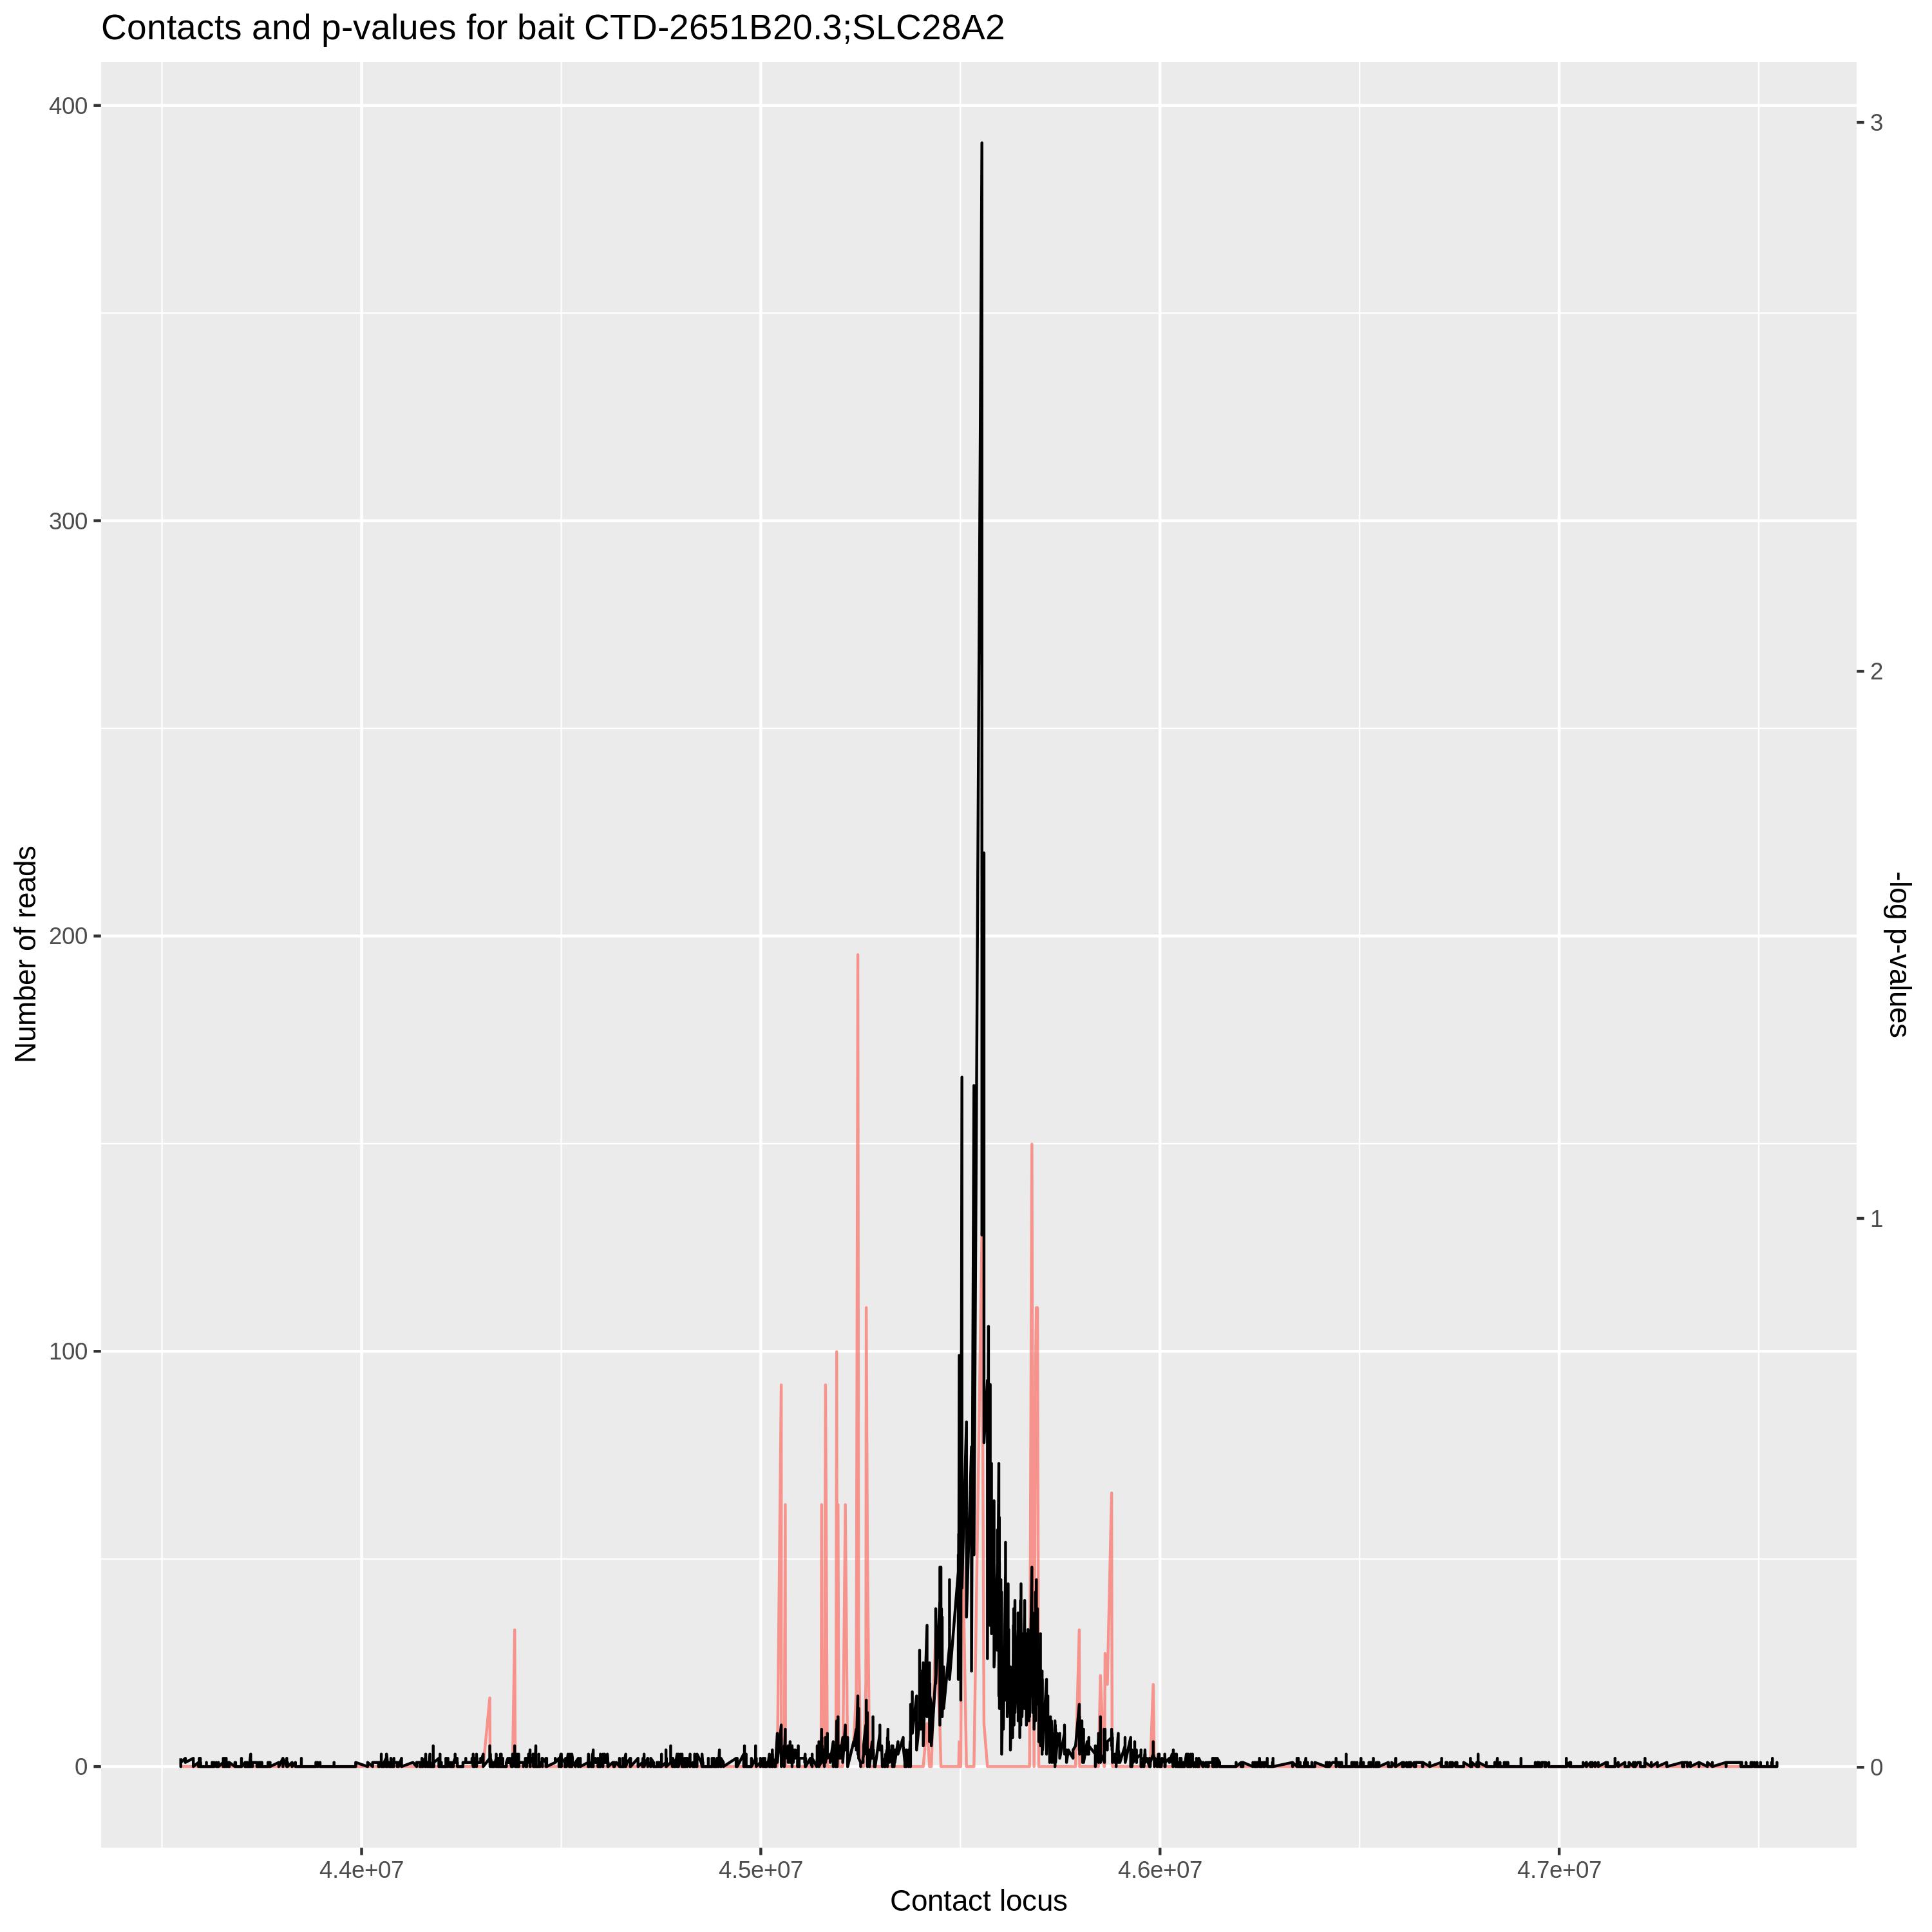 Contacts and p-values for bait CTD-2651B20.3;SLC28A2
400
300
200
100
0
Number of reads
3
2
1
0
-log p-values
4.4e+07 4.5e+07 4.6e+07 4.7e+07
Contact locus